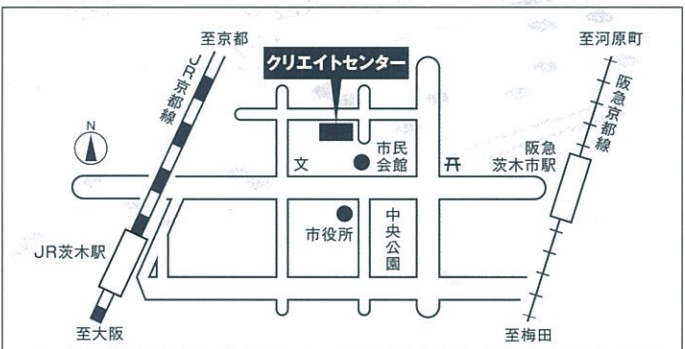 至京都
至河原町
クリエイトセンター
JR京都線
阪急京都線
N
文
市民
会館
阪急
茨木市駅
市役所
中央公園
JR茨木駅
至大阪
至梅田